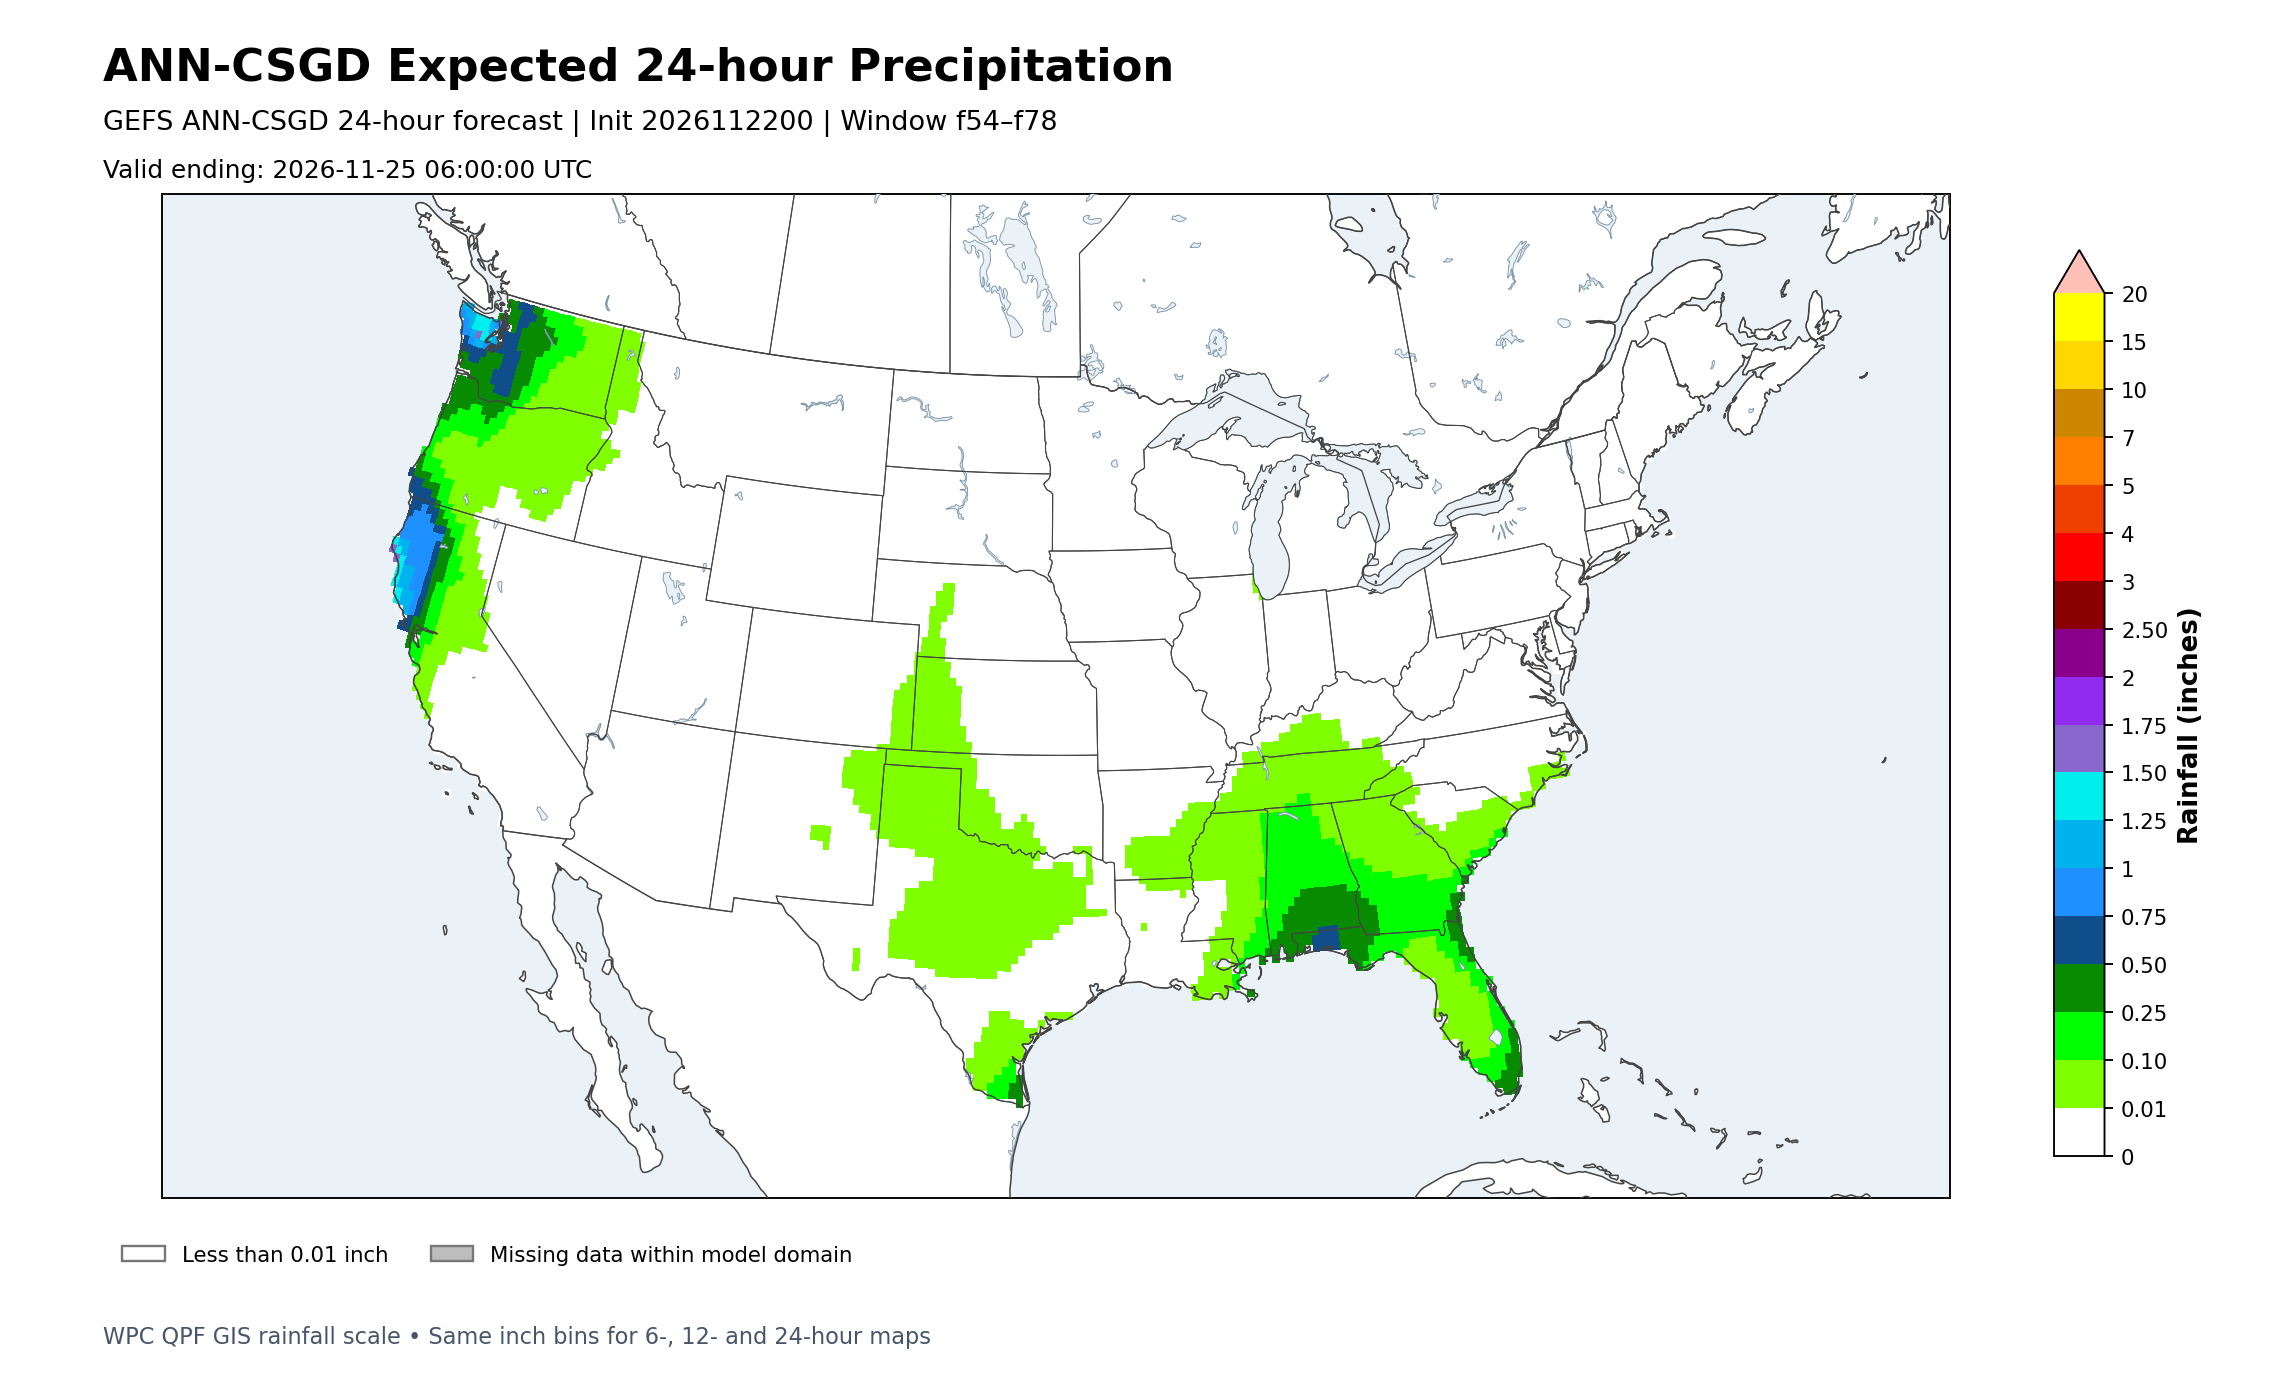 ANN-CSGD Expected 24-hour Precipitation
GEFS ANN-CSGD 24-hour forecast | Init 2026112200 | Window f54–f78
Valid ending: 2026-11-25 06:00:00 UTC
20
15
10
7
5
4
3
2.50
2
1.75
1.50
1.25
1
0.75
0.50
0.25
0.10
0.01
0
Rainfall (inches)
Less than 0.01 inch
Missing data within model domain
WPC QPF GIS rainfall scale • Same inch bins for 6-, 12- and 24-hour maps